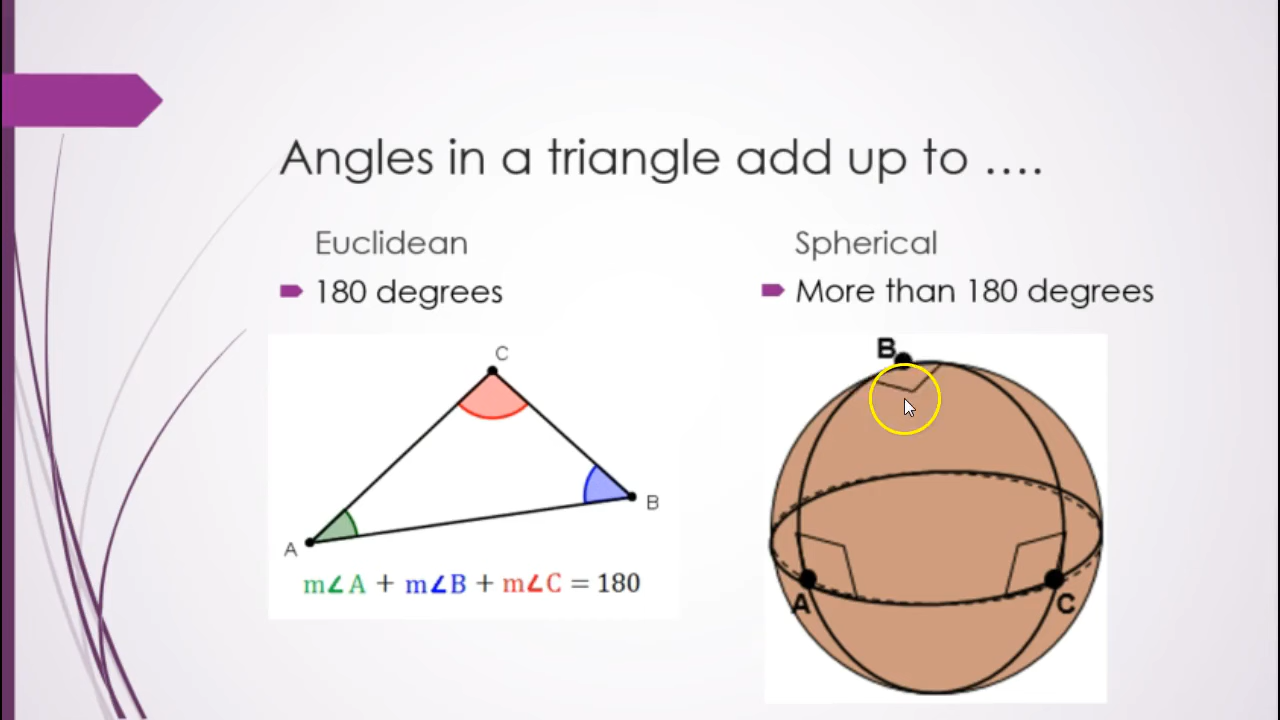 Angles in a triangle add up to ....
Euclidean
180 degrees
C
A
B
m∠A + m∠B + m∠C = 180
Spherical
More than 180 degrees
B
A
C